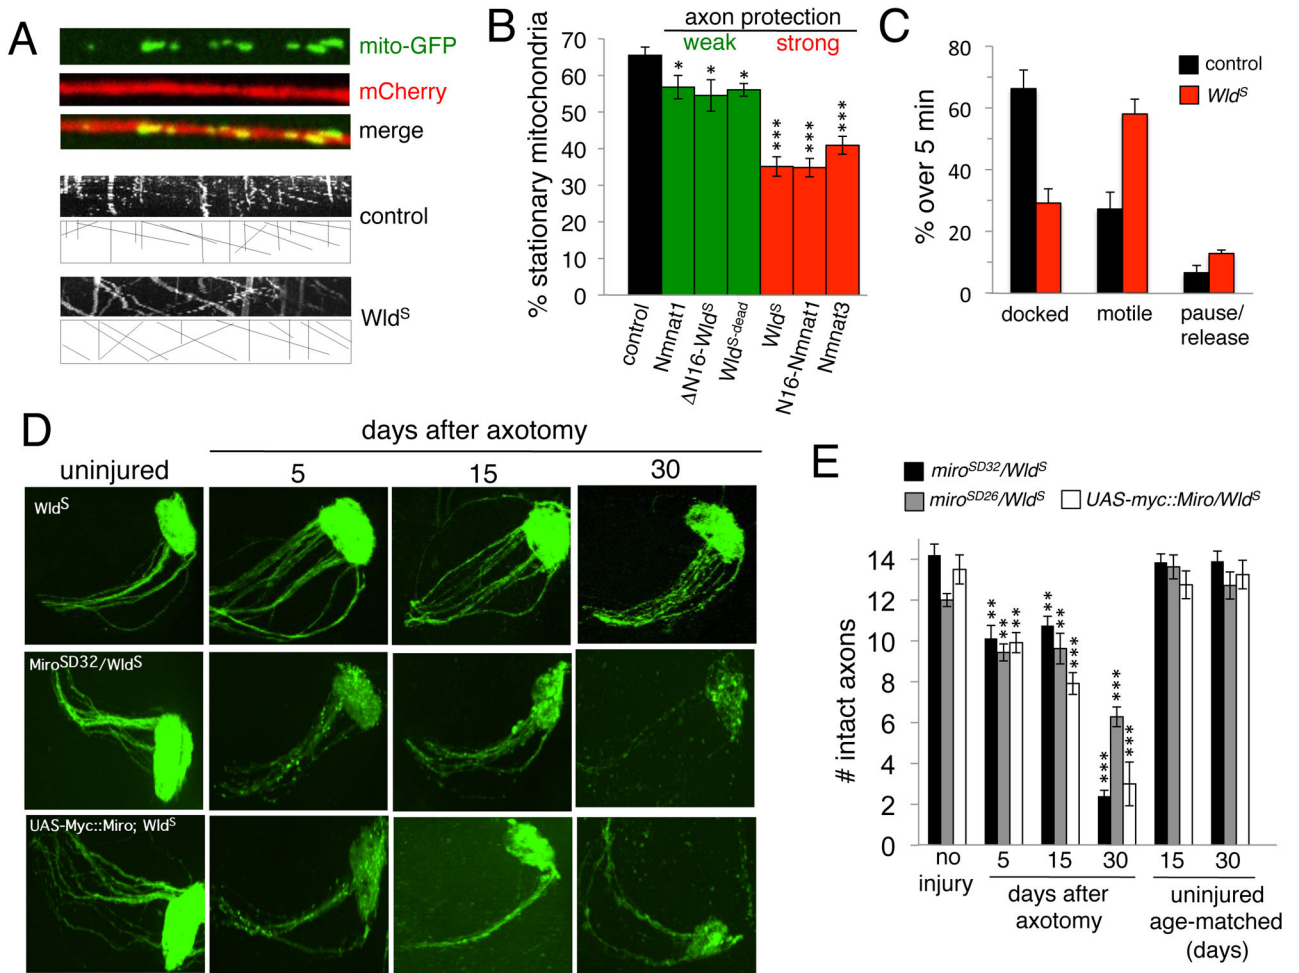 A
mito-GFP
mCherry
merge
control
Wld^S
B
axon protection
weak
strong
% stationary mitochondria
70
60
50
40
30
20
10
0
*
*
*
***
***
***
control
Nmnat1
ΔN16-Wld^S
Wld^S-dead
Wld^S
N16-Nmnat1
Nmnat3
C
% over 5 min
80
60
40
20
0
control
Wld^S
docked
motile
pause/
release
D
days after axotomy
uninjured
5
15
30
Wld^S
Miro^SD32/Wld^S
UAS-Myc::Miro; Wld^S
E
miro^SD32/Wld^S
miro^SD26/Wld^S
UAS-myc::Miro/Wld^S
# intact axons
14
12
10
8
6
4
2
0
**
**
**
**
**
***
***
***
***
no
injury
5
15
30
15
30
days after
axotomy
uninjured
age-matched
(days)